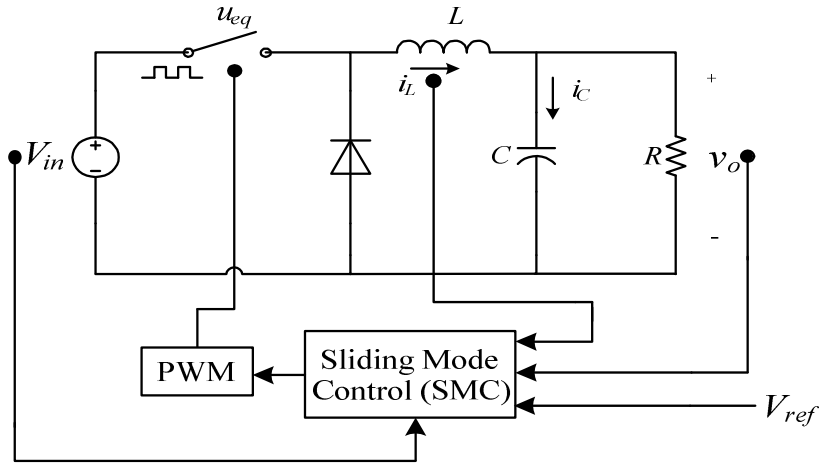 u_eq
L
i_L
i_C
V_in
+
−
C
R
+
v_o
-
PWM
Sliding Mode
Control (SMC)
V_ref